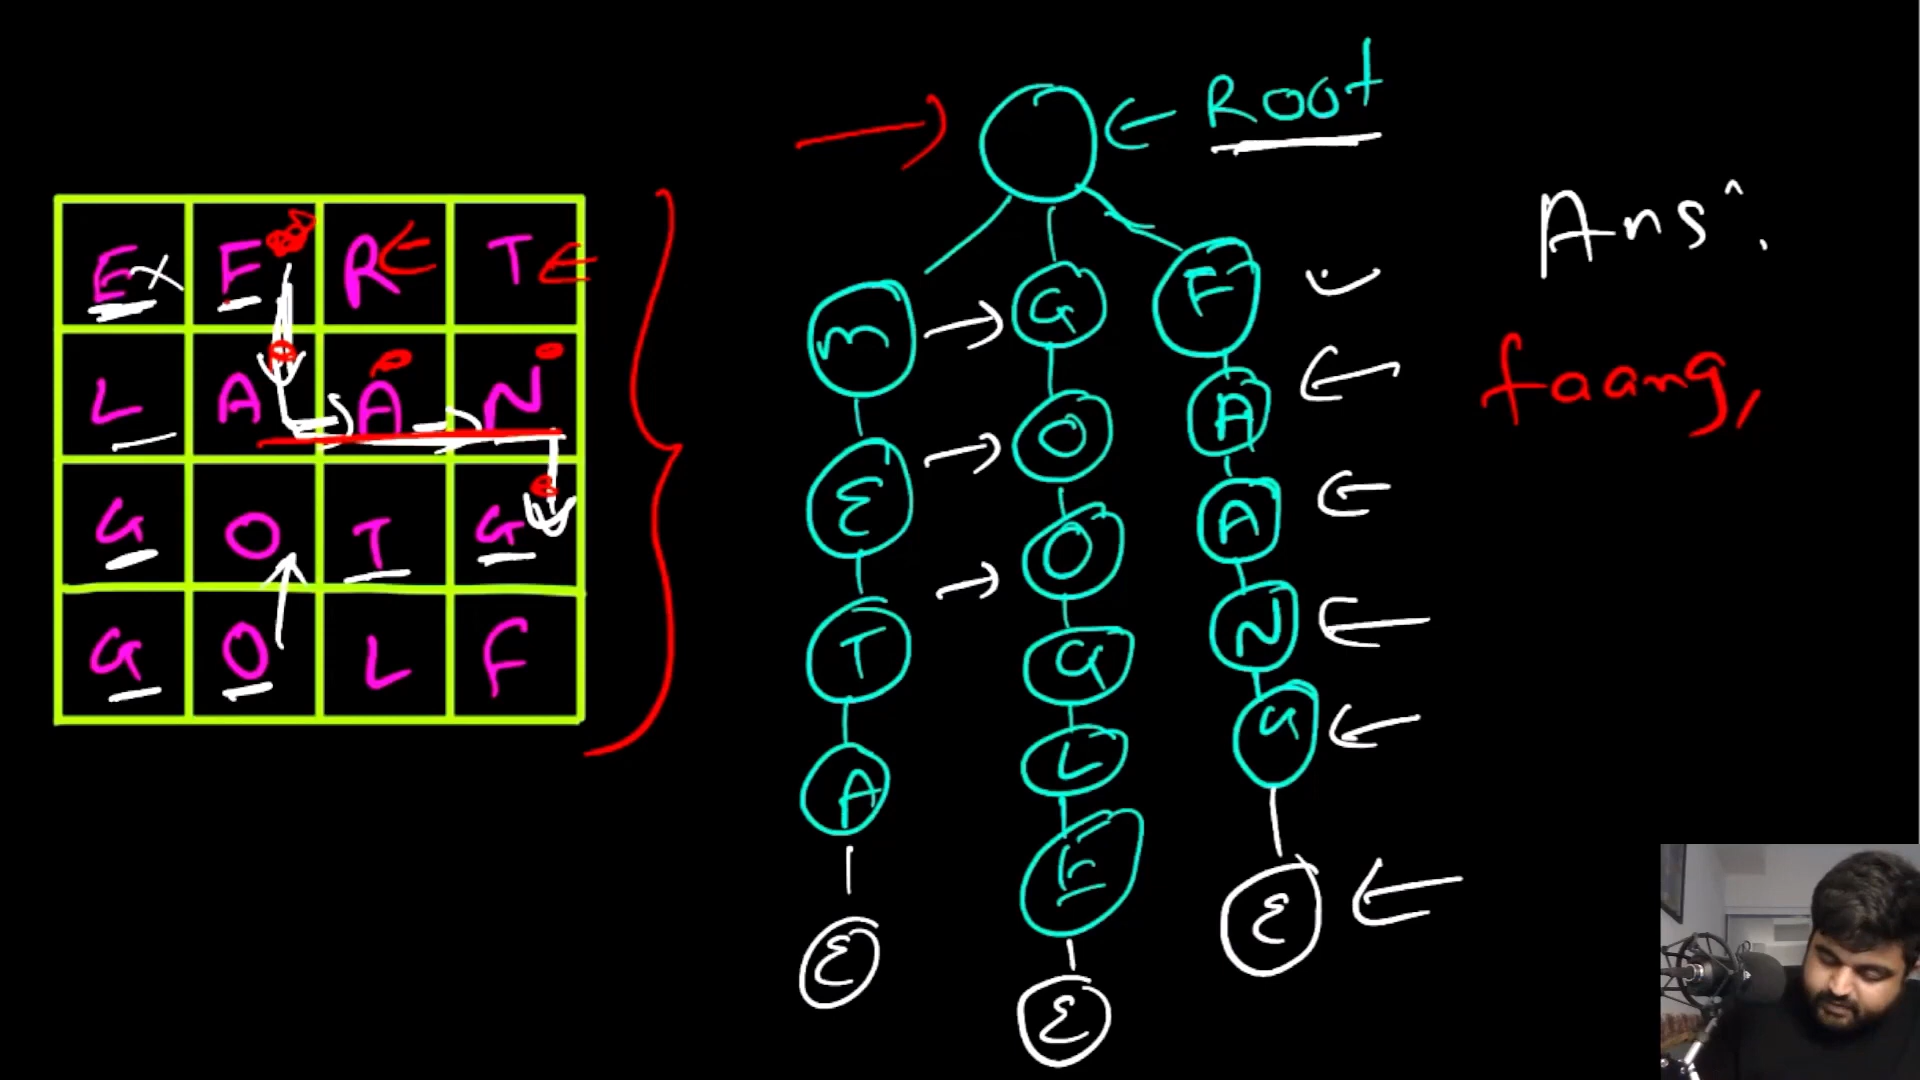 Root
Ans:
faang,
E x F R T
L A A N
G O T G
G O L F
m G F
E O A
T O A
A G N
L G
E
E E E